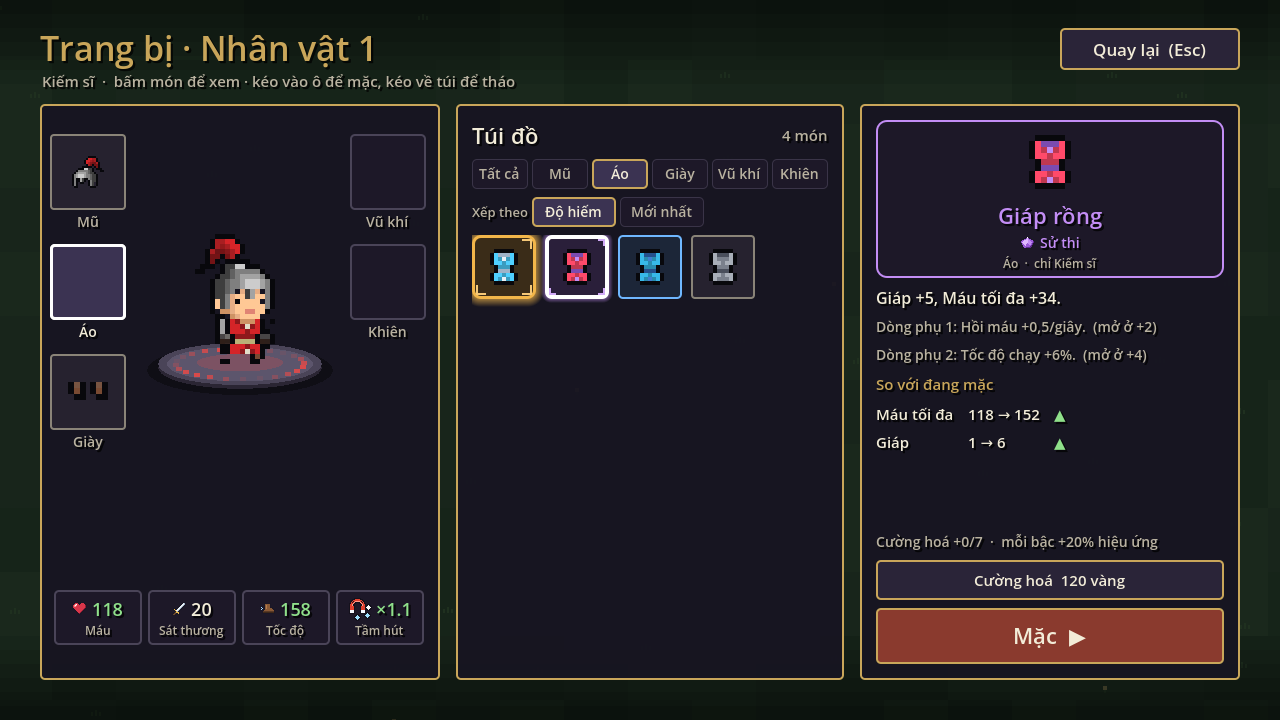 Trang bị · Nhân vật 1
Quay lại (Esc)
Kiếm sĩ · bấm món để xem · kéo vào ô để mặc, kéo về túi để tháo
Mũ
Vũ khí
Áo
Khiên
Giày
118
Máu
20
Sát thương
158
Tốc độ
×1.1
Tầm hút
Túi đồ
4 món
Tất cả
Mũ
Áo
Giày
Vũ khí
Khiên
Xếp theo
Độ hiếm
Mới nhất
Giáp rồng
Sử thi
Áo · chỉ Kiếm sĩ
Giáp +5, Máu tối đa +34.
Dòng phụ 1: Hồi máu +0,5/giây. (mở ở +2)
Dòng phụ 2: Tốc độ chạy +6%. (mở ở +4)
So với đang mặc
Máu tối đa 118 → 152 ▲
Giáp 1 → 6 ▲
Cường hoá +0/7 · mỗi bậc +20% hiệu ứng
Cường hoá 120 vàng
Mặc ▶